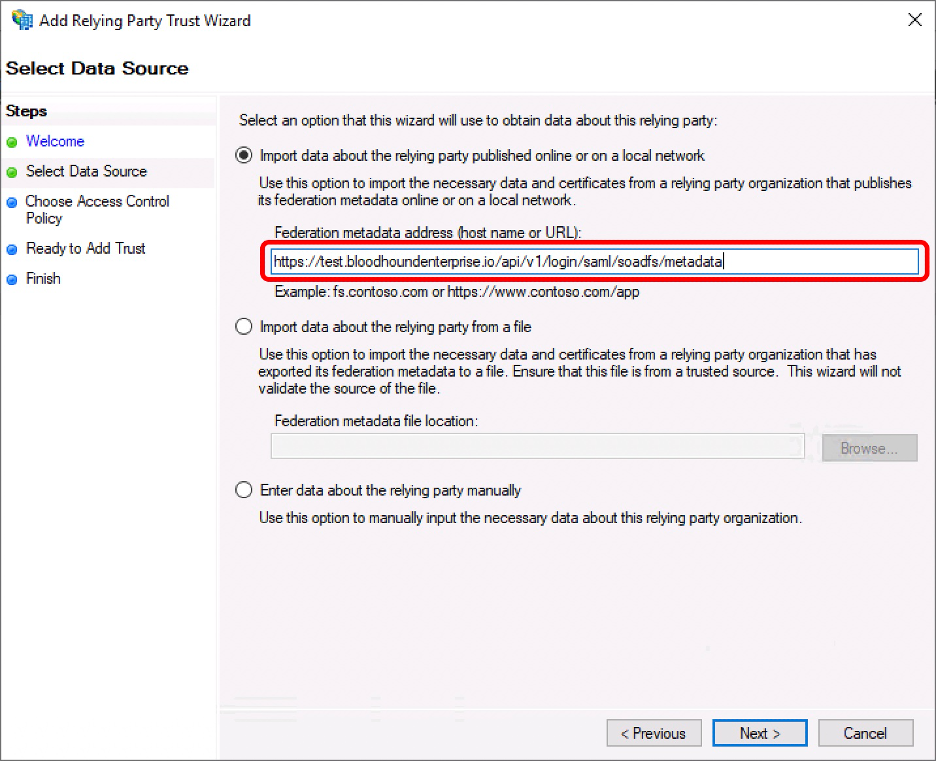 Add Relying Party Trust Wizard
Select Data Source
Steps
Welcome
Select Data Source
Choose Access Control
Policy
Ready to Add Trust
Finish
Select an option that this wizard will use to obtain data about this relying party:
Import data about the relying party published online or on a local network
Use this option to import the necessary data and certificates from a relying party organization that publishes
its federation metadata online or on a local network.
Federation metadata address (host name or URL):
https://test.bloodhoundenterprise.io/api/v1/login/saml/soadfs/metadata
Example: fs.contoso.com or https://www.contoso.com/app
Import data about the relying party from a file
Use this option to import the necessary data and certificates from a relying party organization that has
exported its federation metadata to a file. Ensure that this file is from a trusted source.  This wizard will not
validate the source of the file.
Federation metadata file location:
Browse...
Enter data about the relying party manually
Use this option to manually input the necessary data about this relying party organization.
< Previous
Next >
Cancel